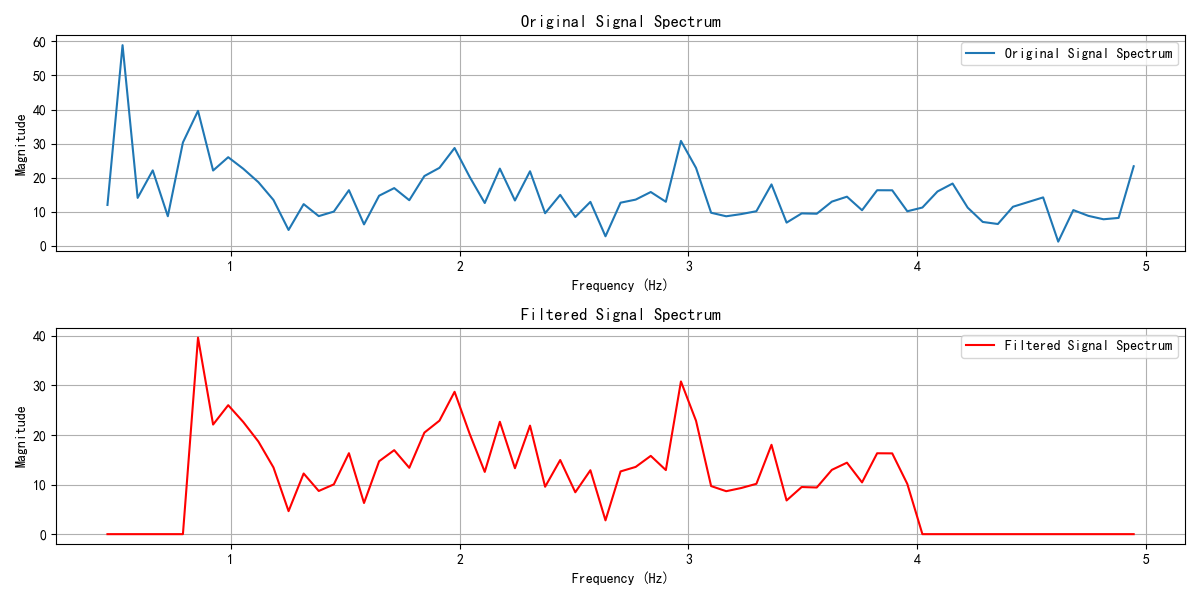 Original Signal Spectrum
60
50
40
30
20
10
0
Magnitude
Original Signal Spectrum
1 2 3 4 5
Frequency (Hz)
Filtered Signal Spectrum
40
30
20
10
0
Magnitude
Filtered Signal Spectrum
1 2 3 4 5
Frequency (Hz)